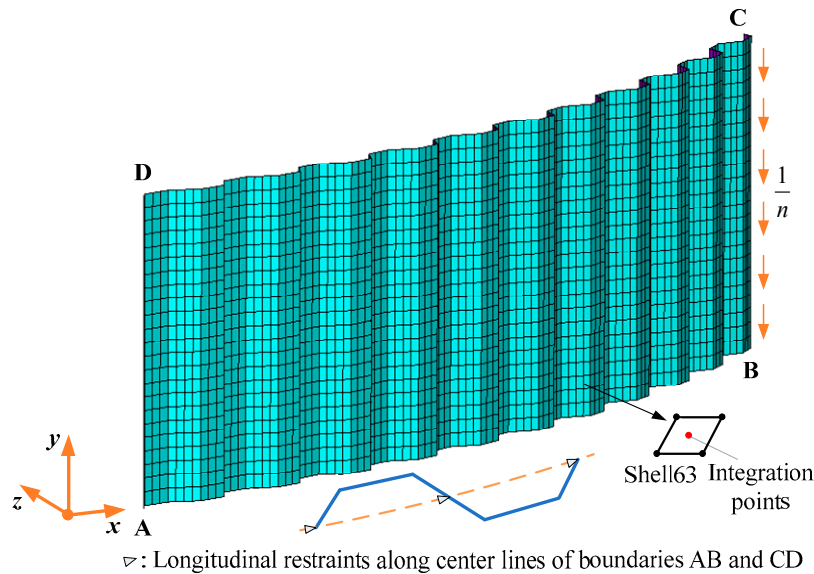 C
D
1
n
B
y
z
x
A
Shell63
Integration
points
▷: Longitudinal restraints along center lines of boundaries AB and CD